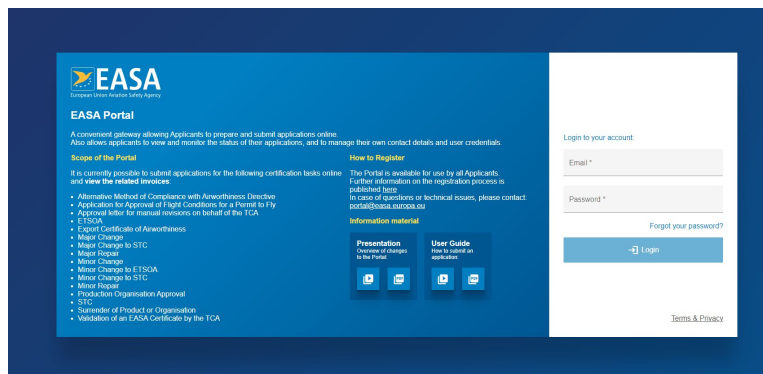 EASA
European Union Aviation Safety Agency
EASA Portal
A convenient gateway allowing Applicants to prepare and submit applications online.
Also allows applicants to view and monitor the status of their applications, and to manage their own contact details and user credentials.
Scope of the Portal
It is currently possible to submit applications for the following certification tasks online
and view the related invoices:
• Alternative Method of Compliance with Airworthiness Directive
• Application for Approval of Flight Conditions for a Permit to Fly
• Approval letter for manual revisions on behalf of the TCA
• ETSOA
• Export Certificate of Airworthiness
• Major Change
• Major Change to STC
• Major Repair
• Minor Change
• Minor Change to ETSOA
• Minor Change to STC
• Minor Repair
• Production Organisation Approval
• STC
• Surrender of Product or Organisation
• Validation of an EASA Certificate by the TCA
How to Register
The Portal is available for use by all Applicants.
Further information on the registration process is
published here
In case of questions or technical issues, please contact:
portal@easa.europa.eu
Information material
Presentation
Overview of changes
to the Portal:
User Guide
How to submit an
application:
PDF
PDF
Login to your account:
Email *
Password *
Forgot your password?
Login
Terms & Privacy